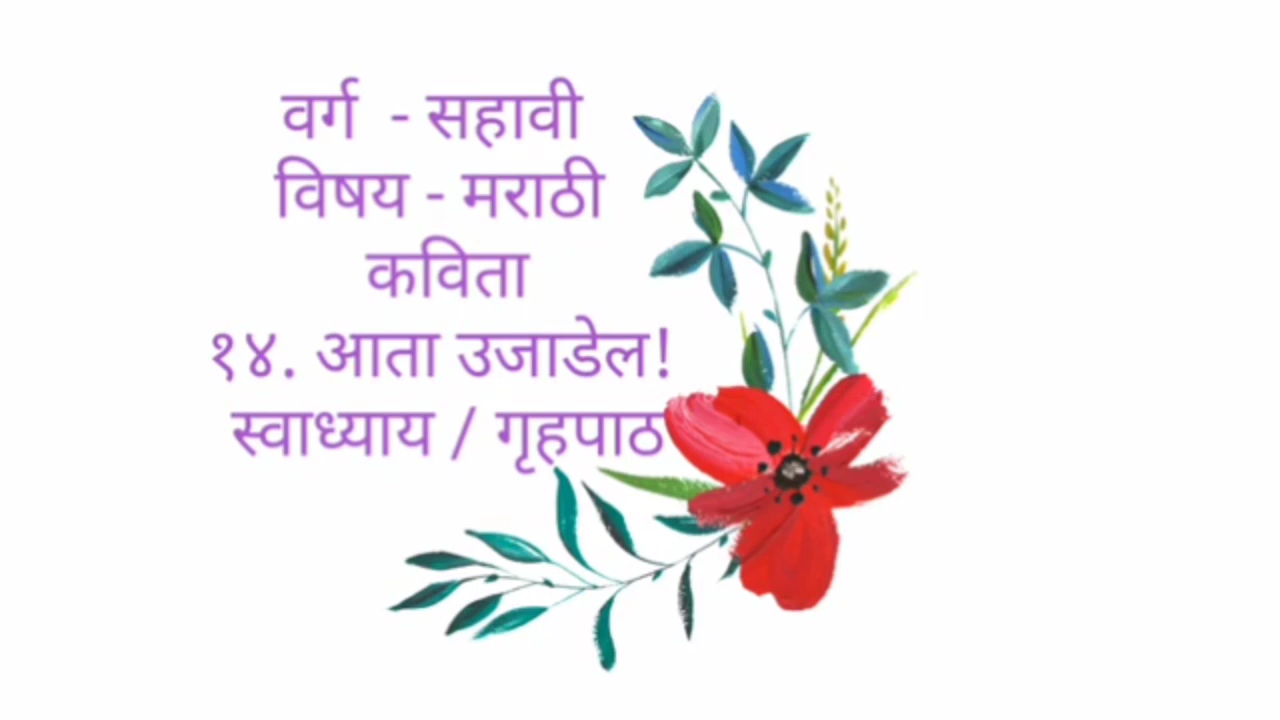 वर्ग - सहावी
विषय - मराठी
कविता
१४. आता उजाडेल!
स्वाध्याय / गृहपाठ